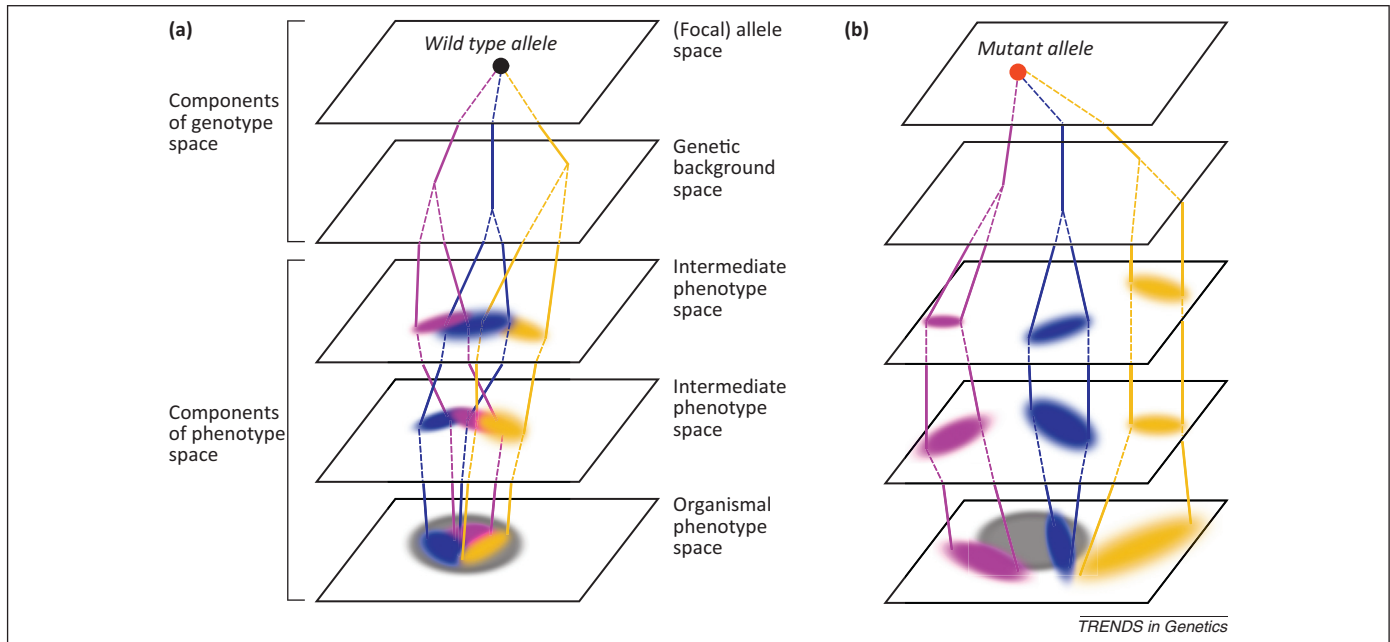 (a)
Wild type allele
(Focal) allele
space
Components
of genotype
space
Genetic
background
space
Intermediate
phenotype
space
Components
of phenotype
space
Intermediate
phenotype
space
Organismal
phenotype
space
(b)
Mutant allele
TRENDS in Genetics